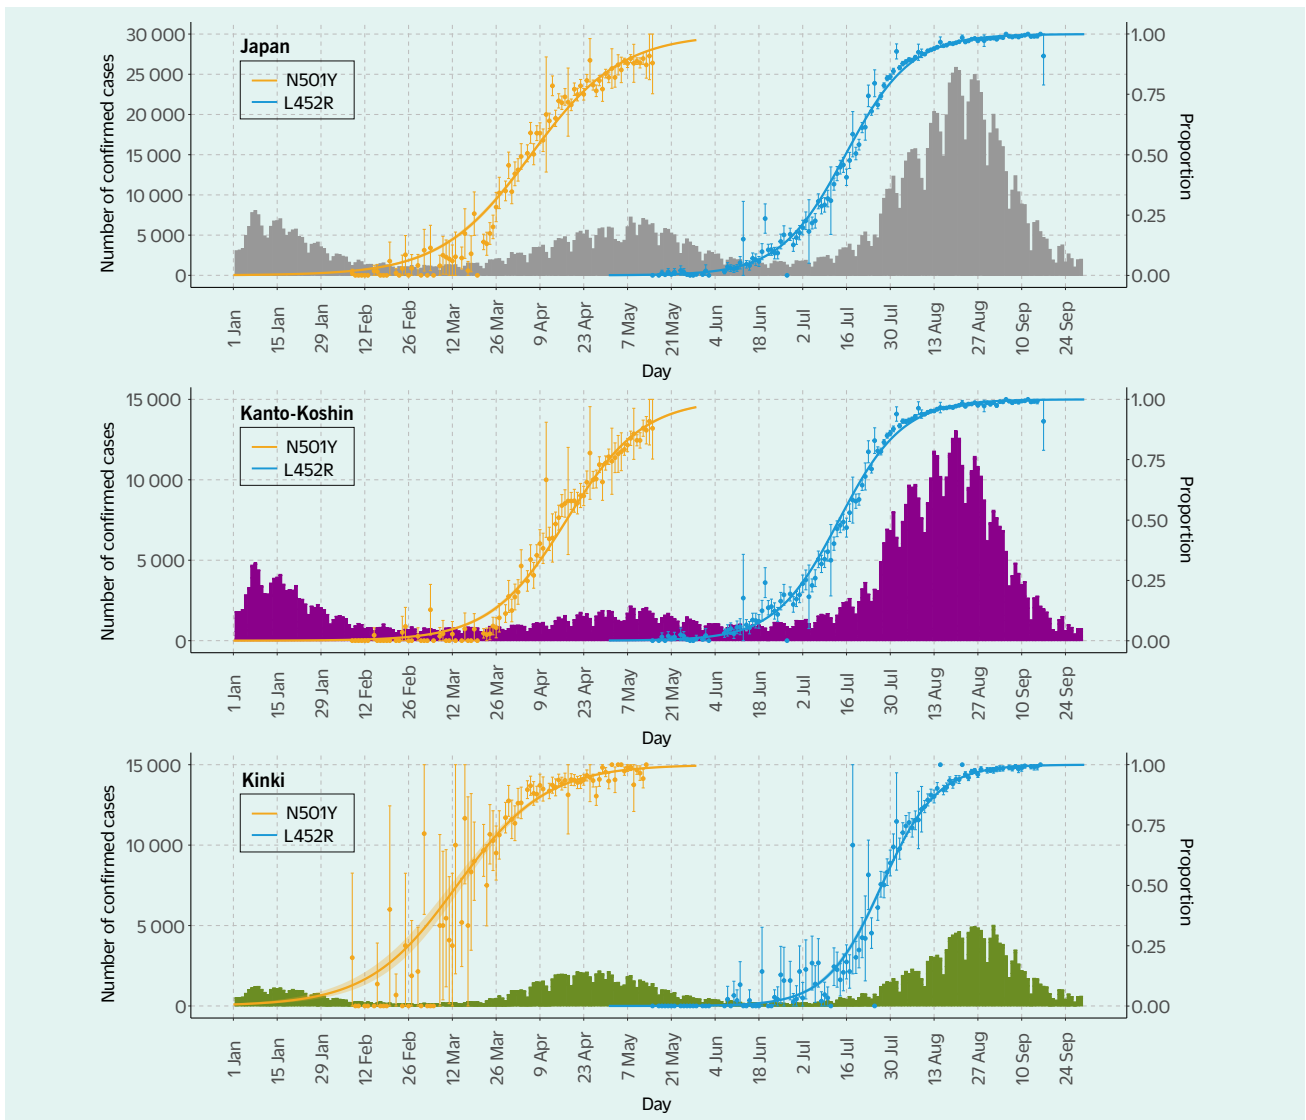 Japan
N501Y
L452R
Number of confirmed cases
30 000
25 000
20 000
15 000
10 000
5 000
0
1.00
0.75
0.50
0.25
0.00
Proportion
1 Jan 15 Jan 29 Jan 12 Feb 26 Feb 12 Mar 26 Mar 9 Apr 23 Apr 7 May 21 May 4 Jun 18 Jun 2 Jul 16 Jul 30 Jul 13 Aug 27 Aug 10 Sep 24 Sep
Day
Kanto-Koshin
N501Y
L452R
Number of confirmed cases
15 000
10 000
5 000
0
1.00
0.75
0.50
0.25
0.00
Proportion
1 Jan 15 Jan 29 Jan 12 Feb 26 Feb 12 Mar 26 Mar 9 Apr 23 Apr 7 May 21 May 4 Jun 18 Jun 2 Jul 16 Jul 30 Jul 13 Aug 27 Aug 10 Sep 24 Sep
Day
Kinki
N501Y
L452R
Number of confirmed cases
15 000
10 000
5 000
0
1.00
0.75
0.50
0.25
0.00
Proportion
1 Jan 15 Jan 29 Jan 12 Feb 26 Feb 12 Mar 26 Mar 9 Apr 23 Apr 7 May 21 May 4 Jun 18 Jun 2 Jul 16 Jul 30 Jul 13 Aug 27 Aug 10 Sep 24 Sep
Day